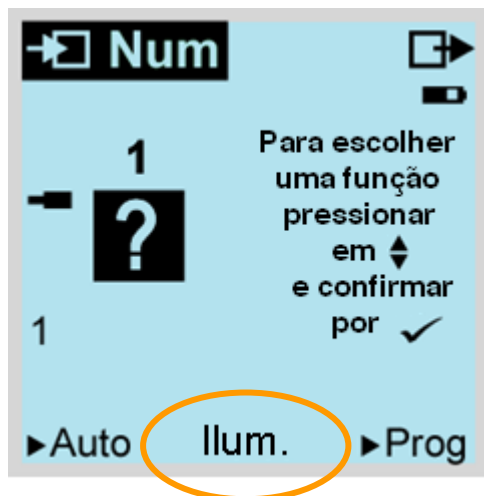 Num
1
?
1
Para escolher
uma função
pressionar
em
e confirmar
por
Auto Ilum. Prog